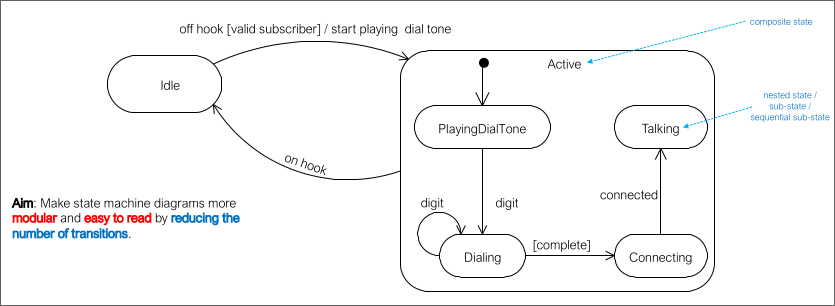 off hook [valid subscriber] / start playing dial tone
composite state
Active
Idle
nested state /
sub-state /
sequential sub-state
PlayingDialTone
Talking
on hook
connected
digit
digit
Aim: Make state machine diagrams more
modular and easy to read by reducing the
number of transitions.
[complete]
Dialing
Connecting